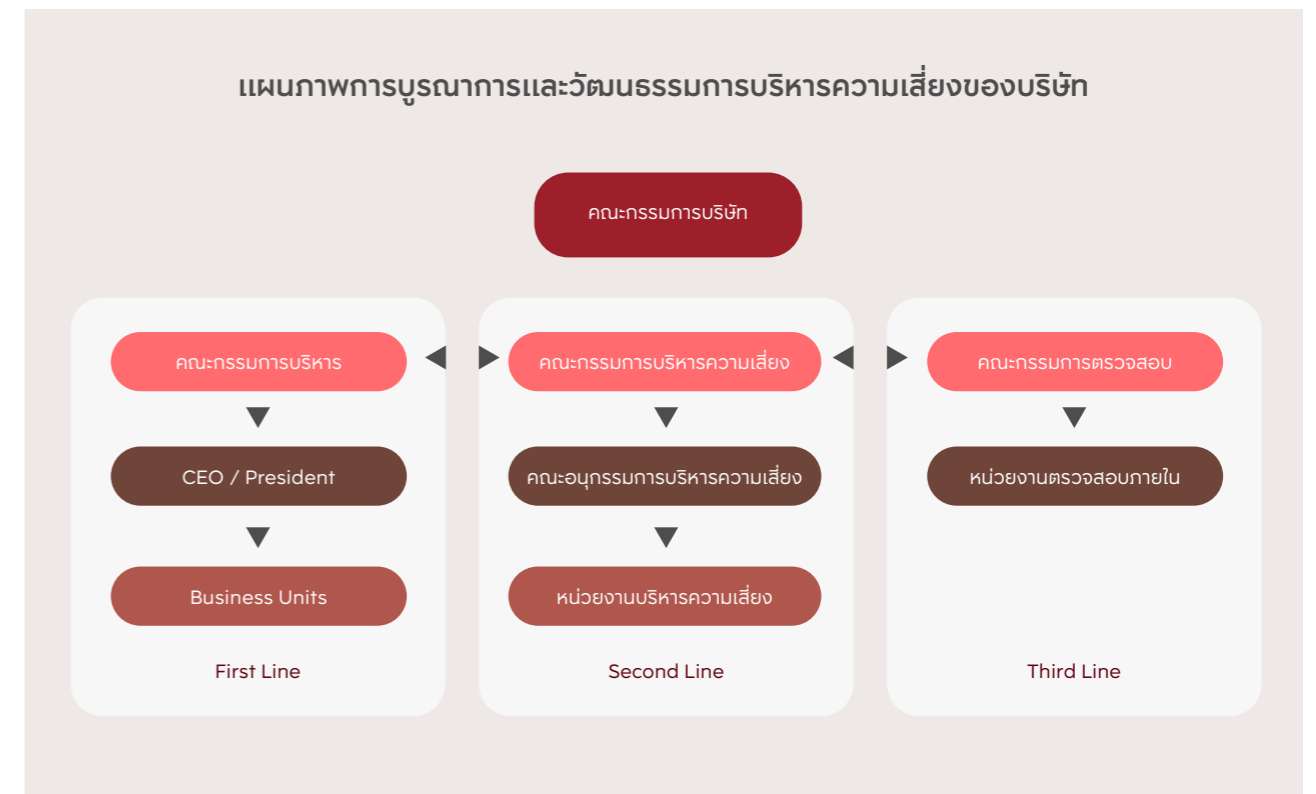 แผนภาพการบูรณาการและวัฒนธรรมการบริหารความเสี่ยงของบริษัท
คณะกรรมการบริษัท
คณะกรรมการบริหาร
CEO / President
Business Units
First Line
คณะกรรมการบริหารความเสี่ยง
คณะอนุกรรมการบริหารความเสี่ยง
หน่วยงานบริหารความเสี่ยง
Second Line
คณะกรรมการตรวจสอบ
หน่วยงานตรวจสอบภายใน
Third Line